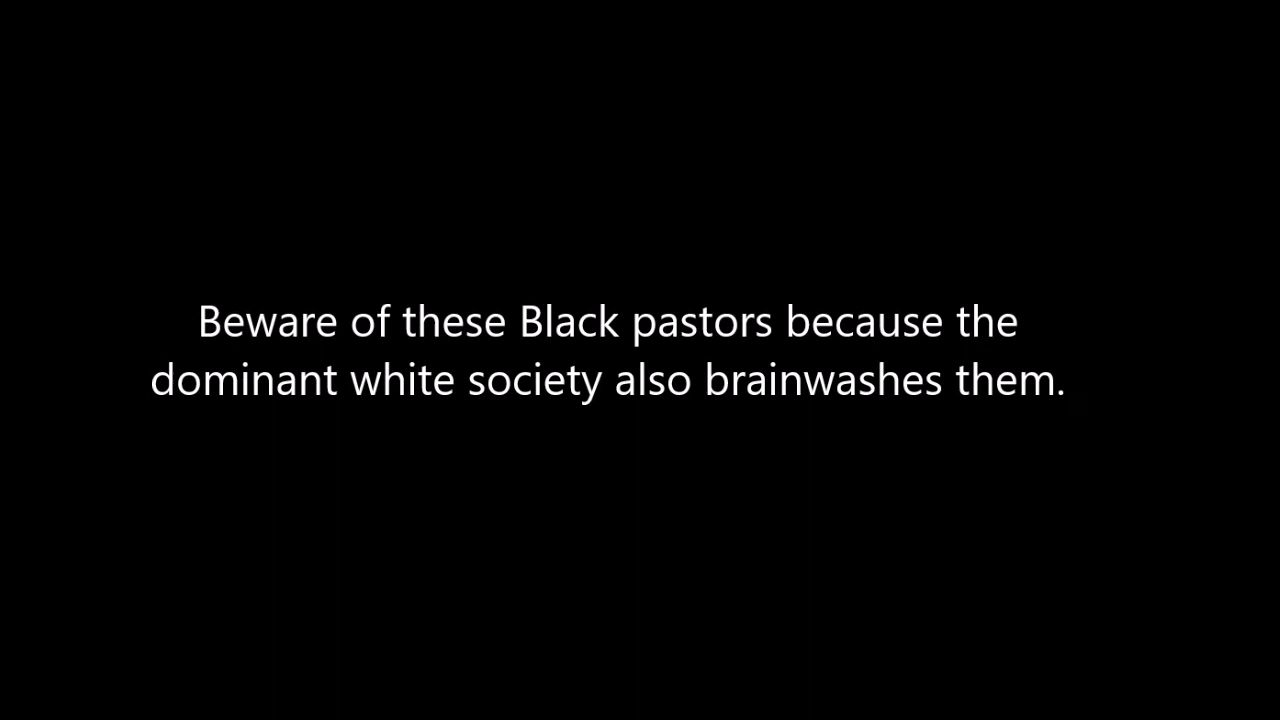 Beware of these Black pastors because the
dominant white society also brainwashes them.